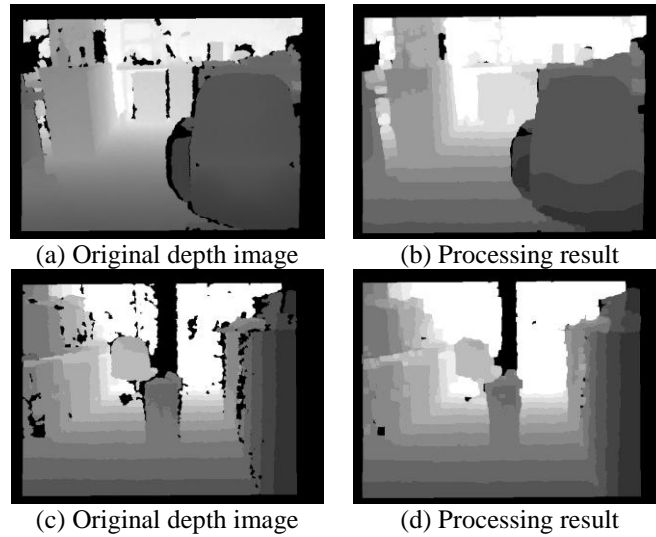 (a) Original depth image
(b) Processing result
(c) Original depth image
(d) Processing result